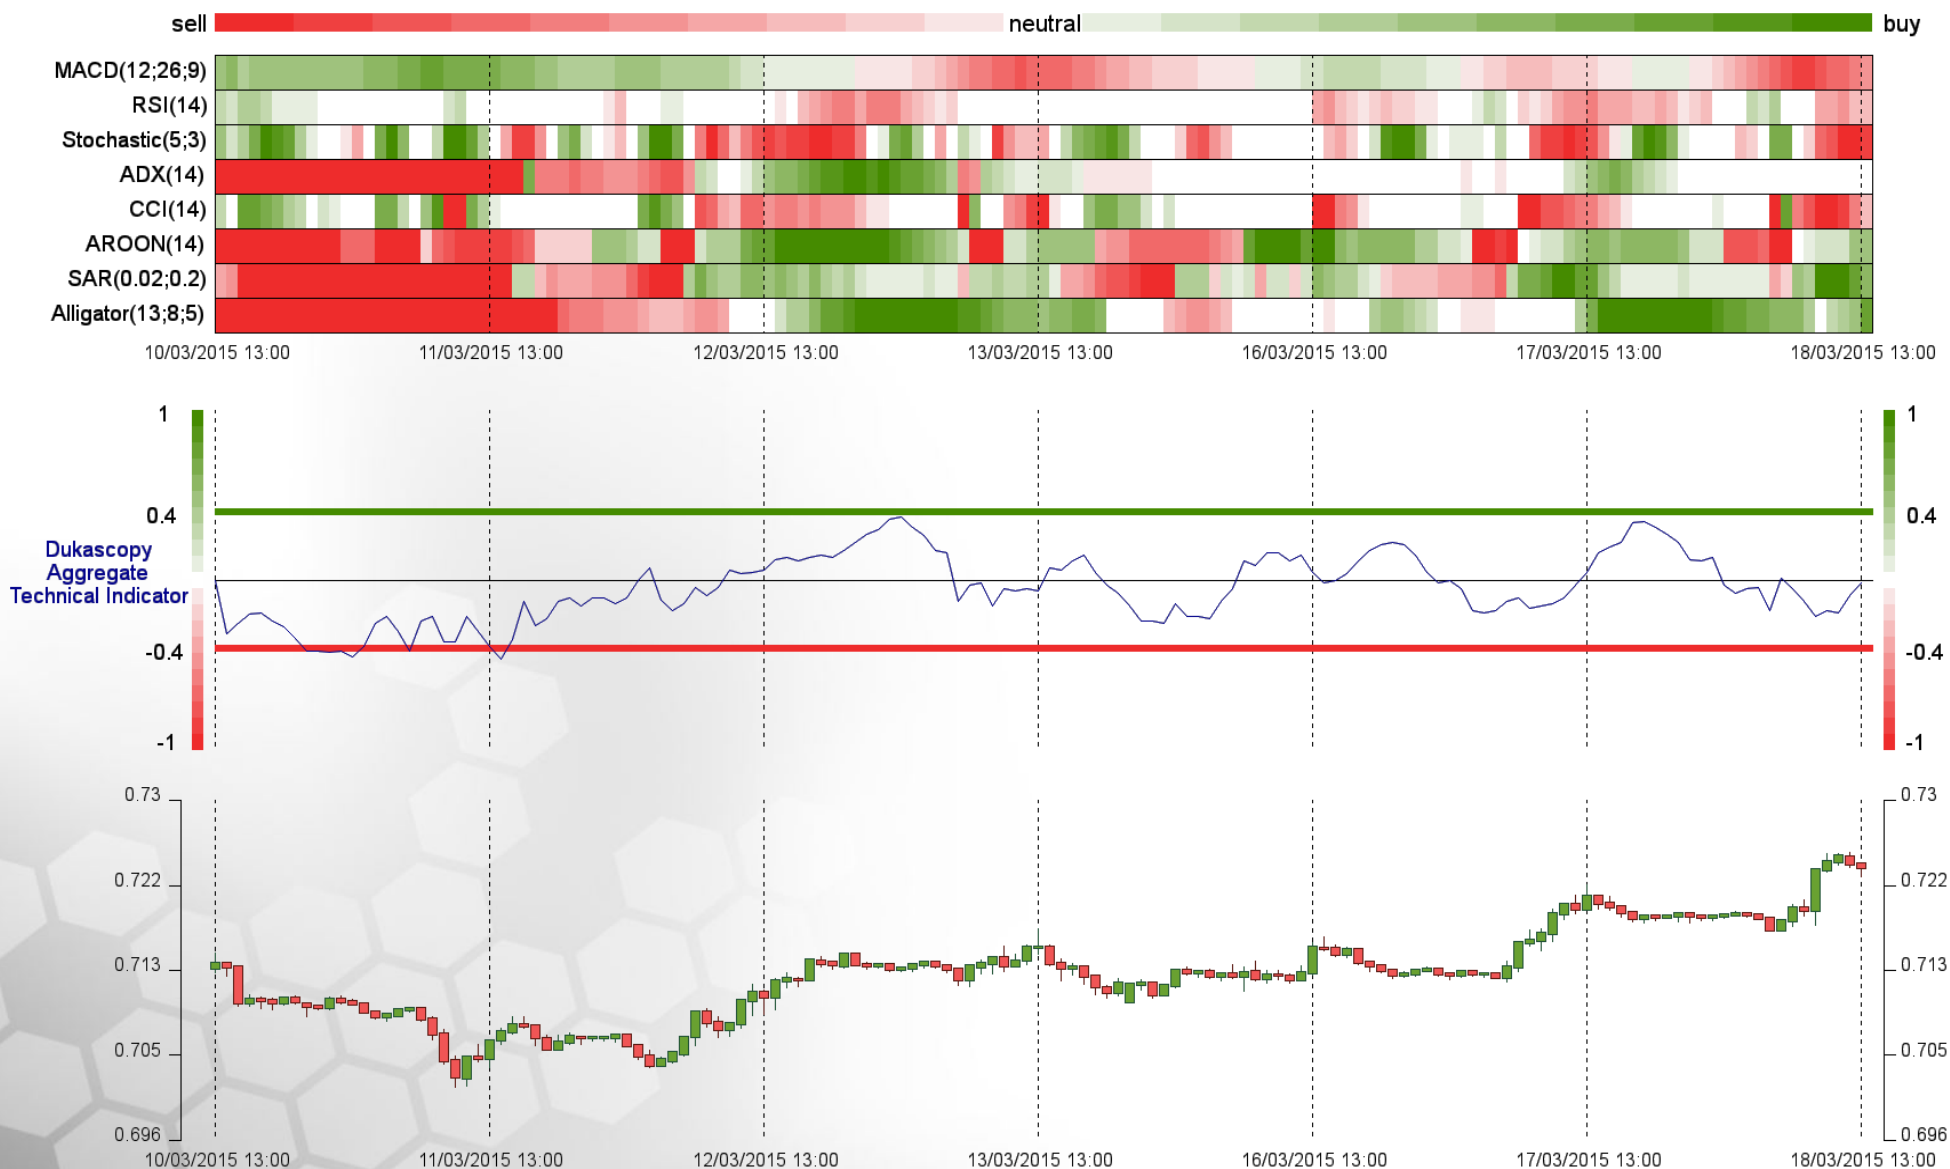 sell neutral buy
MACD(12;26;9)
RSI(14)
Stochastic(5;3)
ADX(14)
CCI(14)
AROON(14)
SAR(0.02;0.2)
Alligator(13;8;5)
10/03/2015 13:00 11/03/2015 13:00 12/03/2015 13:00 13/03/2015 13:00 16/03/2015 13:00 17/03/2015 13:00 18/03/2015 13:00
1 1
0.4 0.4
Dukascopy
Aggregate
Technical Indicator
-0.4 -0.4
-1 -1
0.73 0.73
0.722 0.722
0.713 0.713
0.705 0.705
0.696 0.696
10/03/2015 13:00 11/03/2015 13:00 12/03/2015 13:00 13/03/2015 13:00 16/03/2015 13:00 17/03/2015 13:00 18/03/2015 13:00